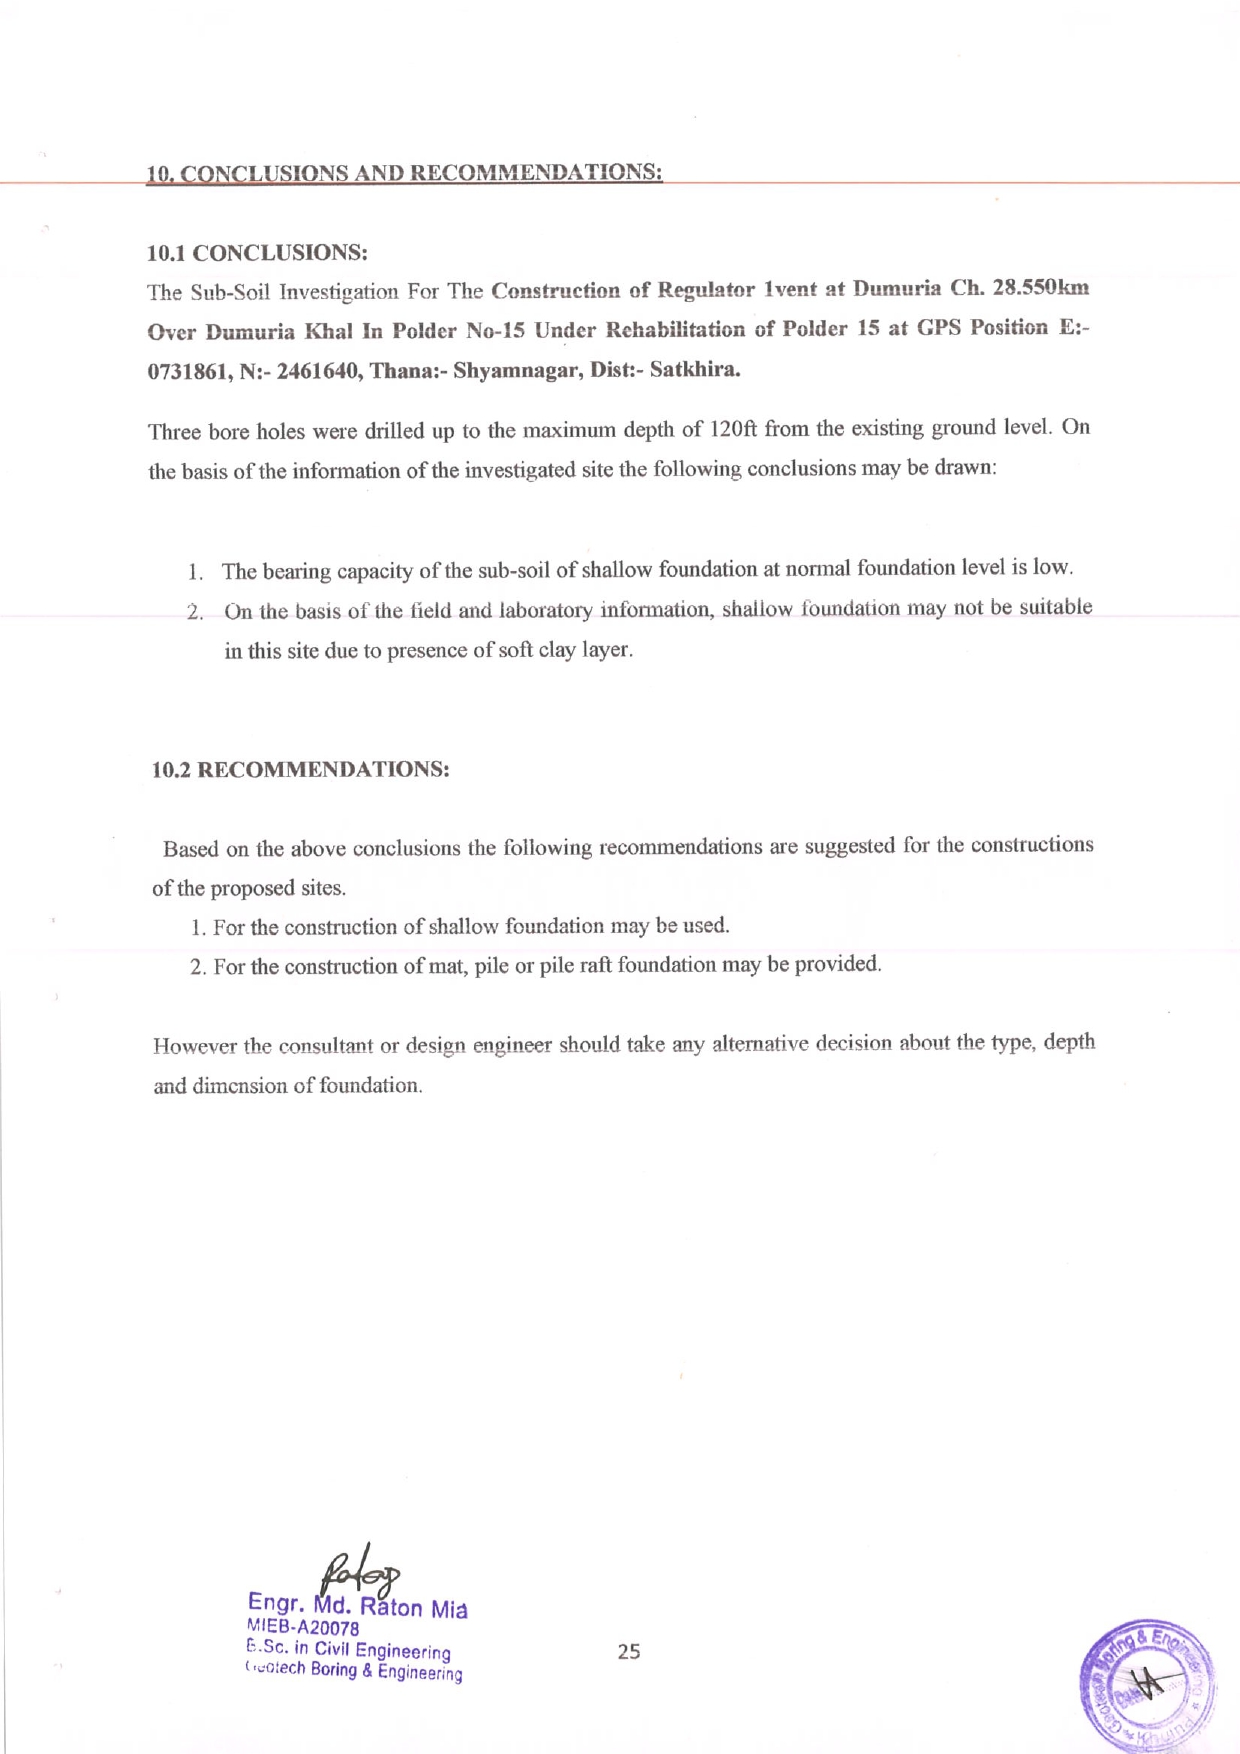 10. CONCLUSIONS AND RECOMMENDATIONS:
10.1 CONCLUSIONS:
The Sub-Soil Investigation For The Construction of Regulator 1vent at Dumuria Ch. 28.550km
Over Dumuria Khal In Polder No-15 Under Rehabilitation of Polder 15 at GPS Position E:-
0731861, N:- 2461640, Thana:- Shyamnagar, Dist:- Satkhira.
Three bore holes were drilled up to the maximum depth of 120ft from the existing ground level. On
the basis of the information of the investigated site the following conclusions may be drawn:
1. The bearing capacity of the sub-soil of shallow foundation at normal foundation level is low.
2. On the basis of the field and laboratory information, shallow foundation may not be suitable
in this site due to presence of soft clay layer.
10.2 RECOMMENDATIONS:
Based on the above conclusions the following recommendations are suggested for the constructions
of the proposed sites.
1. For the construction of shallow foundation may be used.
2. For the construction of mat, pile or pile raft foundation may be provided.
However the consultant or design engineer should take any alternative decision about the type, depth
and dimension of foundation.
Engr. Md. Raton Mia
MIEB-A20078
B.Sc. in Civil Engineering
Geotech Boring & Engineering
25
Geotech Boring & Engineering